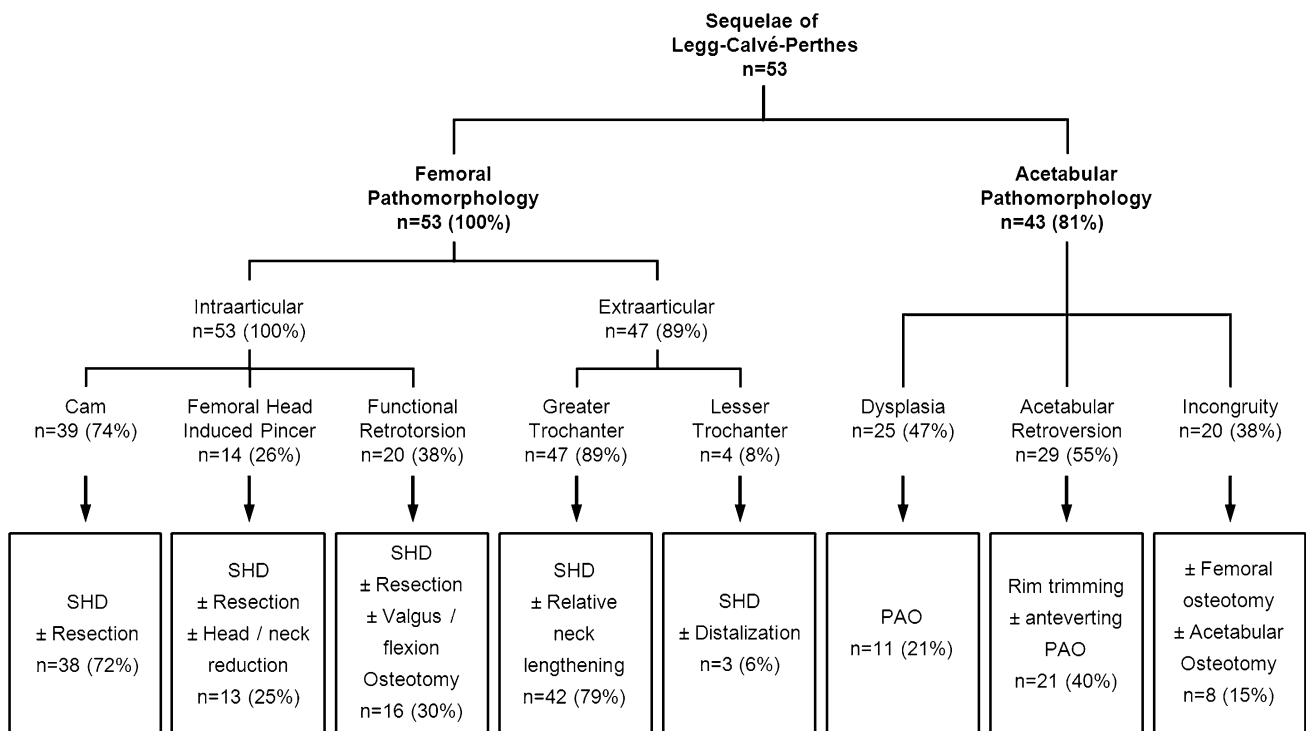 Sequelae of
Legg-Calvé-Perthes
n=53
Femoral
Pathomorphology
n=53 (100%)
Acetabular
Pathomorphology
n=43 (81%)
Intraarticular
n=53 (100%)
Extraarticular
n=47 (89%)
Cam
n=39 (74%)
Femoral Head
Induced Pincer
n=14 (26%)
Functional
Retrotorsion
n=20 (38%)
Greater
Trochanter
n=47 (89%)
Lesser
Trochanter
n=4 (8%)
Dysplasia
n=25 (47%)
Acetabular
Retroversion
n=29 (55%)
Incongruity
n=20 (38%)
SHD
± Resection
n=38 (72%)
SHD
± Resection
± Head / neck
reduction
n=13 (25%)
SHD
± Resection
± Valgus /
flexion
Osteotomy
n=16 (30%)
SHD
± Relative
neck
lengthening
n=42 (79%)
SHD
± Distalization
n=3 (6%)
PAO
n=11 (21%)
Rim trimming
± anteverting
PAO
n=21 (40%)
± Femoral
osteotomy
± Acetabular
Osteotomy
n=8 (15%)